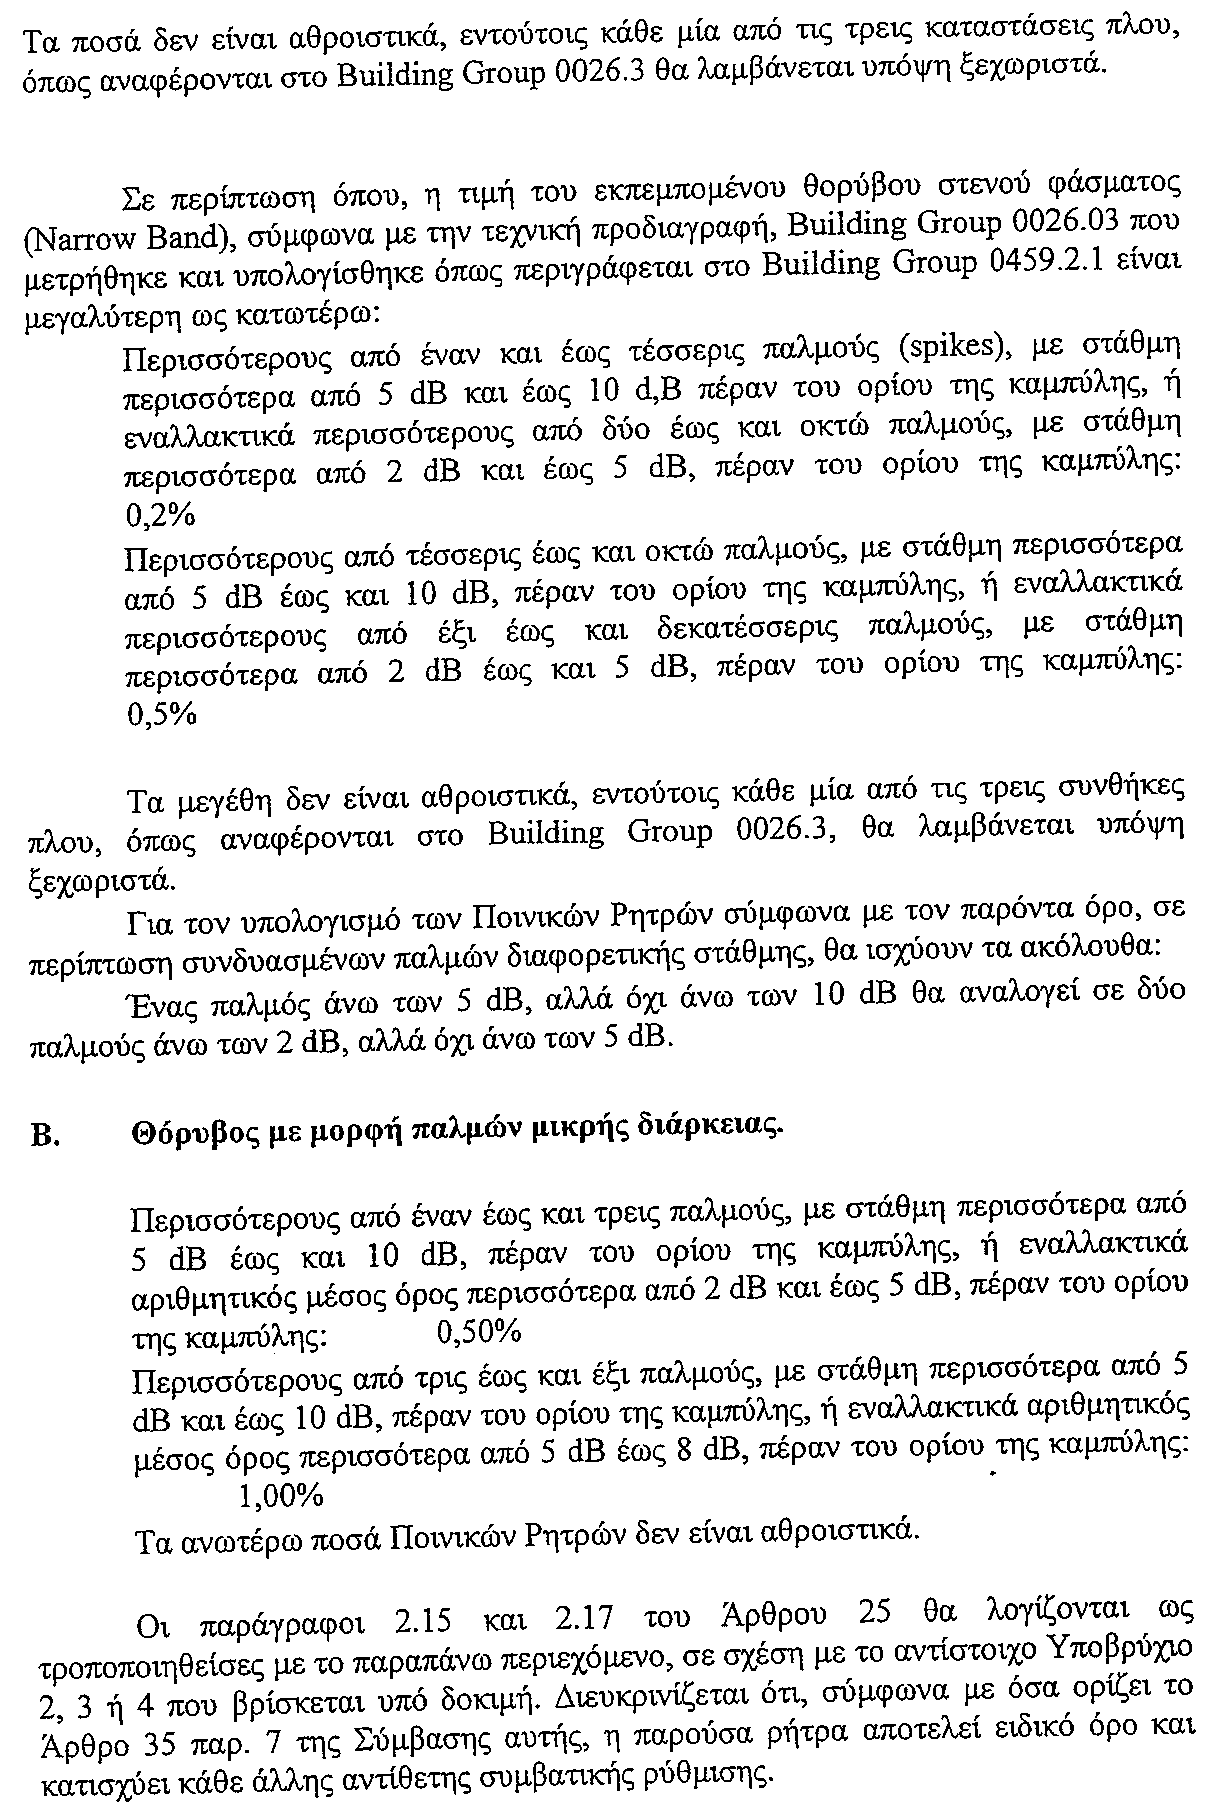 Τα ποσά δεν είναι αθροιστικά, εντούτοις κάθε μία από τις τρεις καταστάσεις πλου,
όπως αναφέρονται στο Building Group 0026.3 θα λαμβάνεται υπόψη ξεχωριστά.
Σε περίπτωση όπου, η τιμή του εκπεμπομένου θορύβου στενού φάσματος
(Narrow Band), σύμφωνα με την τεχνική προδιαγραφή, Building Group 0026.03 που
μετρήθηκε και υπολογίσθηκε όπως περιγράφεται στο Building Group 0459.2.1 είναι
μεγαλύτερη ως κατωτέρω:
Περισσότερους από έναν και έως τέσσερις παλμούς (spikes), με στάθμη
περισσότερα από 5 dB και έως 10 d,B πέραν του ορίου της καμπύλης, ή
εναλλακτικά περισσότερους από δύο έως και οκτώ παλμούς, με στάθμη
περισσότερα από 2 dB και έως 5 dB, πέραν του ορίου της καμπύλης:
0,2%
Περισσότερους από τέσσερις έως και οκτώ παλμούς, με στάθμη περισσότερα
από 5 dB έως και 10 dB, πέραν του ορίου της καμπύλης, ή εναλλακτικά
περισσότερους από έξι έως και δεκατέσσερις παλμούς, με στάθμη
περισσότερα από 2 dB έως και 5 dB, πέραν του ορίου της καμπύλης:
0,5%
Τα μεγέθη δεν είναι αθροιστικά, εντούτοις κάθε μία από τις τρεις συνθήκες
πλου, όπως αναφέρονται στο Building Group 0026.3, θα λαμβάνεται υπόψη
ξεχωριστά.
Για τον υπολογισμό των Ποινικών Ρητρών σύμφωνα με τον παρόντα όρο, σε
περίπτωση συνδυασμένων παλμών διαφορετικής στάθμης, θα ισχύουν τα ακόλουθα:
Ένας παλμός άνω των 5 dB, αλλά όχι άνω των 10 dB θα αναλογεί σε δύο
παλμούς άνω των 2 dB, αλλά όχι άνω των 5 dB.
Β. Θόρυβος με μορφή παλμών μικρής διάρκειας.
Περισσότερους από έναν έως και τρεις παλμούς, με στάθμη περισσότερα από
5 dB έως και 10 dB, πέραν του ορίου της καμπύλης, ή εναλλακτικά
αριθμητικός μέσος όρος περισσότερα από 2 dB και έως 5 dB, πέραν του ορίου
της καμπύλης: 0,50%
Περισσότερους από τρις έως και έξι παλμούς, με στάθμη περισσότερα από 5
dB και έως 10 dB, πέραν του ορίου της καμπύλης, ή εναλλακτικά αριθμητικός
μέσος όρος περισσότερα από 5 dB έως 8 dB, πέραν του ορίου της καμπύλης:
1,00%
Τα ανωτέρω ποσά Ποινικών Ρητρών δεν είναι αθροιστικά.
Οι παράγραφοι 2.15 και 2.17 του Άρθρου 25 θα λογίζονται ως
τροποποιηθείσες με το παραπάνω περιεχόμενο, σε σχέση με το αντίστοιχο Υποβρύχιο
2, 3 ή 4 που βρίσκεται υπό δοκιμή. Διευκρινίζεται ότι, σύμφωνα με όσα ορίζει το
Άρθρο 35 παρ. 7 της Σύμβασης αυτής, η παρούσα ρήτρα αποτελεί ειδικό όρο και
κατισχύει κάθε άλλης αντίθετης συμβατικής ρύθμισης.